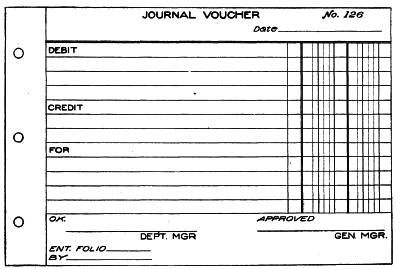 JOURNAL VOUCHER No. 126
Date
DEBIT
CREDIT
FOR
O.K. APPROVED
DEPT. MGR GEN. MGR.
ENT. FOLIO
BY